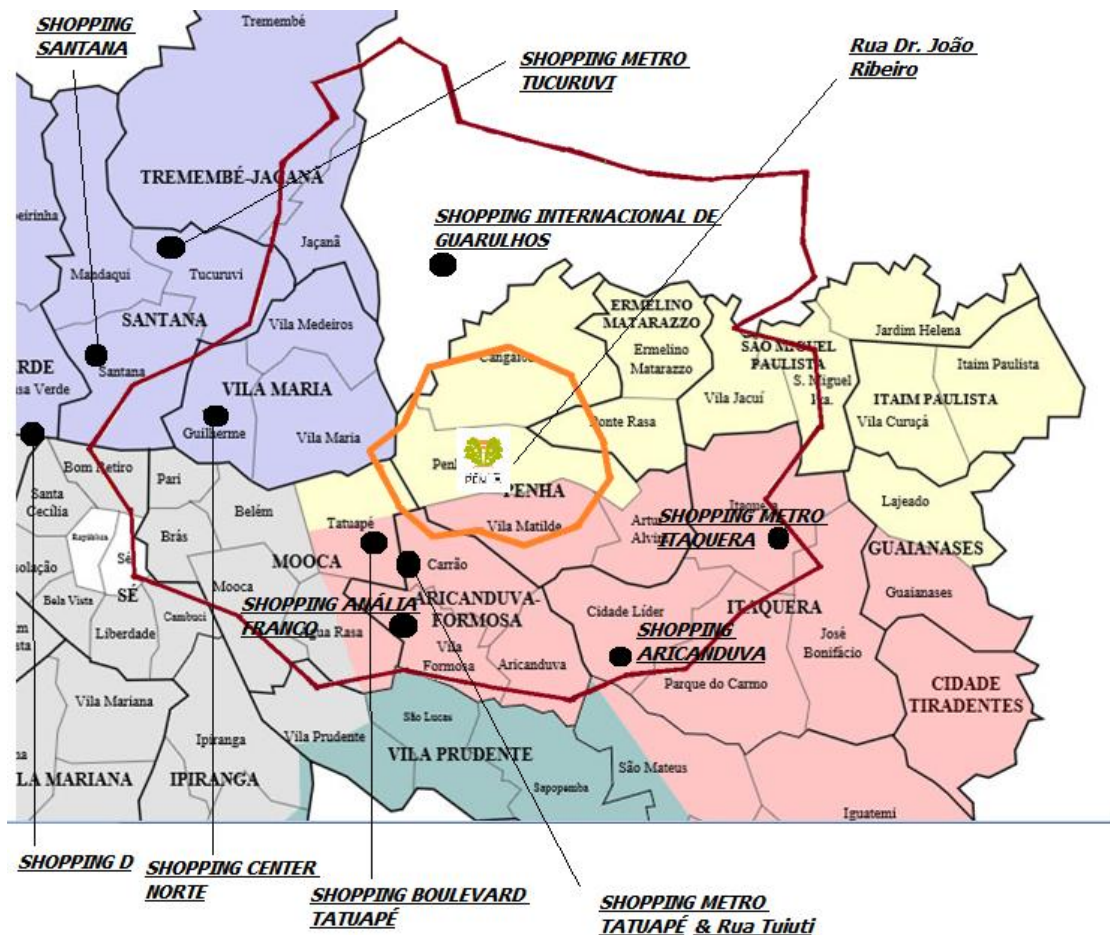 SHOPPING
SANTANA
Tremembé
SHOPPING METRO
TUCURUVI
Rua Dr. João
Ribeiro
TREMEMBÉ-JAÇANÃ
SHOPPING INTERNACIONAL DE
GUARULHOS
Jaçanã
Mandaqui
Tucuruvi
SANTANA
Vila Medeiros
ERMELINO
MATARAZZO
Ermelino
Matarazzo
Jardim Helena
SÃO MIGUEL
PAULISTA
Itaim Paulista
Santana
VILA MARIA
Vila Jacuí
S. Miguel
ITAIM PAULISTA
Vila Curuçá
Guilherme
Vila Maria
Ponte Rasa
Bom Retiro
Pari
PENHA
Santa
Cecília
Belém
Lajeado
Tatuapé
Vila Matilde
SHOPPING METRO
ITAQUERA
República
Sé
Brás
MOOCA
Carrão
GUAIANASES
Guaianases
Bela Vista
SÉ
Mooca
ARICANDUVA-
FORMOSA
Cidade Líder
ITAQUERA
Liberdade
Cambuci
SHOPPING ANÁLIA
FRANCO
SHOPPING
ARICANDUVA
José
Bonifácio
Vila
Formosa
Aricanduva
Parque do Carmo
CIDADE
TIRADENTES
Vila Mariana
São Lucas
Ipiranga
Vila Prudente
VILA PRUDENTE
São Mateus
LA MARIANA
IPIRANGA
Sapopemba
Iguatemi
SHOPPING D
SHOPPING CENTER
NORTE
SHOPPING BOULEVARD
TATUAPÉ
SHOPPING METRO
TATUAPÉ & Rua Tuiuti